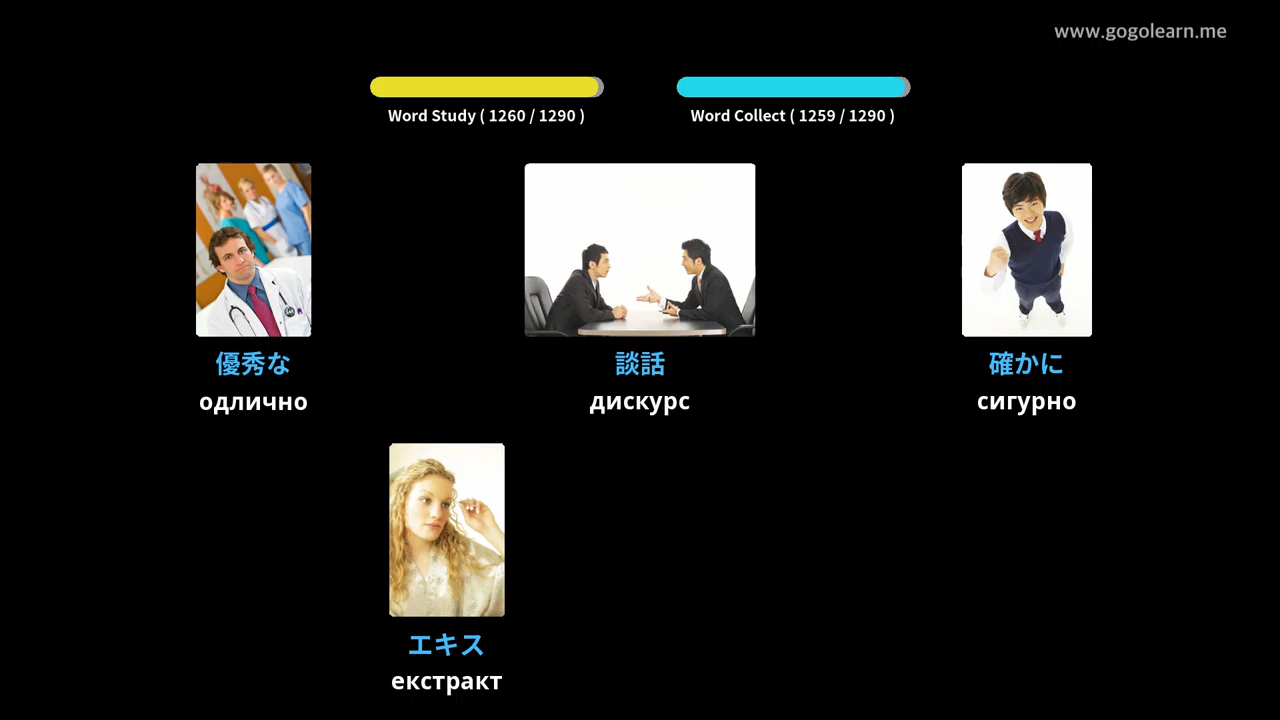 www.gogolearn.me
Word Study ( 1260 / 1290 )
Word Collect ( 1259 / 1290 )
優秀な
одлично
談話
дискурс
確かに
сигурно
エキス
екстракт